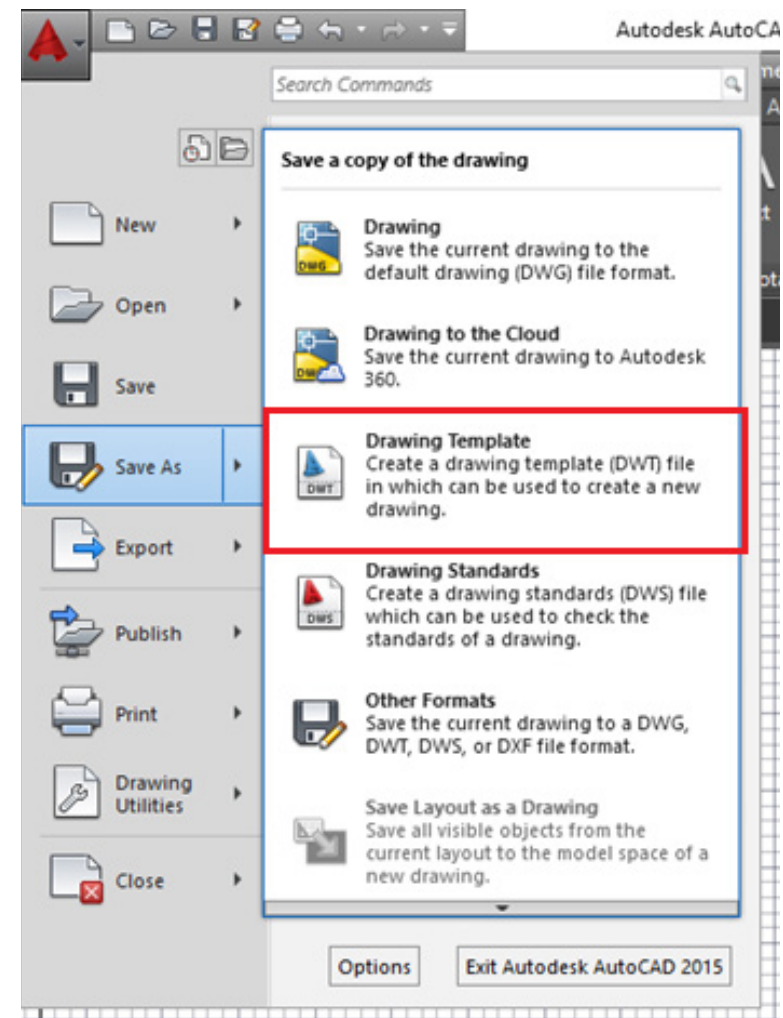 Autodesk AutoCA
Search Commands
Save a copy of the drawing
New
Open
Save
Save As
Export
Publish
Print
Drawing
Utilities
Close
Drawing
Save the current drawing to the
default drawing (DWG) file format.
DWG
Drawing to the Cloud
Save the current drawing to Autodesk
360.
Drawing Template
Create a drawing template (DWT) file
in which can be used to create a new
drawing.
DWT
Drawing Standards
Create a drawing standards (DWS) file
which can be used to check the
standards of a drawing.
DWS
Other Formats
Save the current drawing to a DWG,
DWT, DWS, or DXF file format.
Save Layout as a Drawing
Save all visible objects from the
current layout to the model space of a
new drawing.
Options
Exit Autodesk AutoCAD 2015